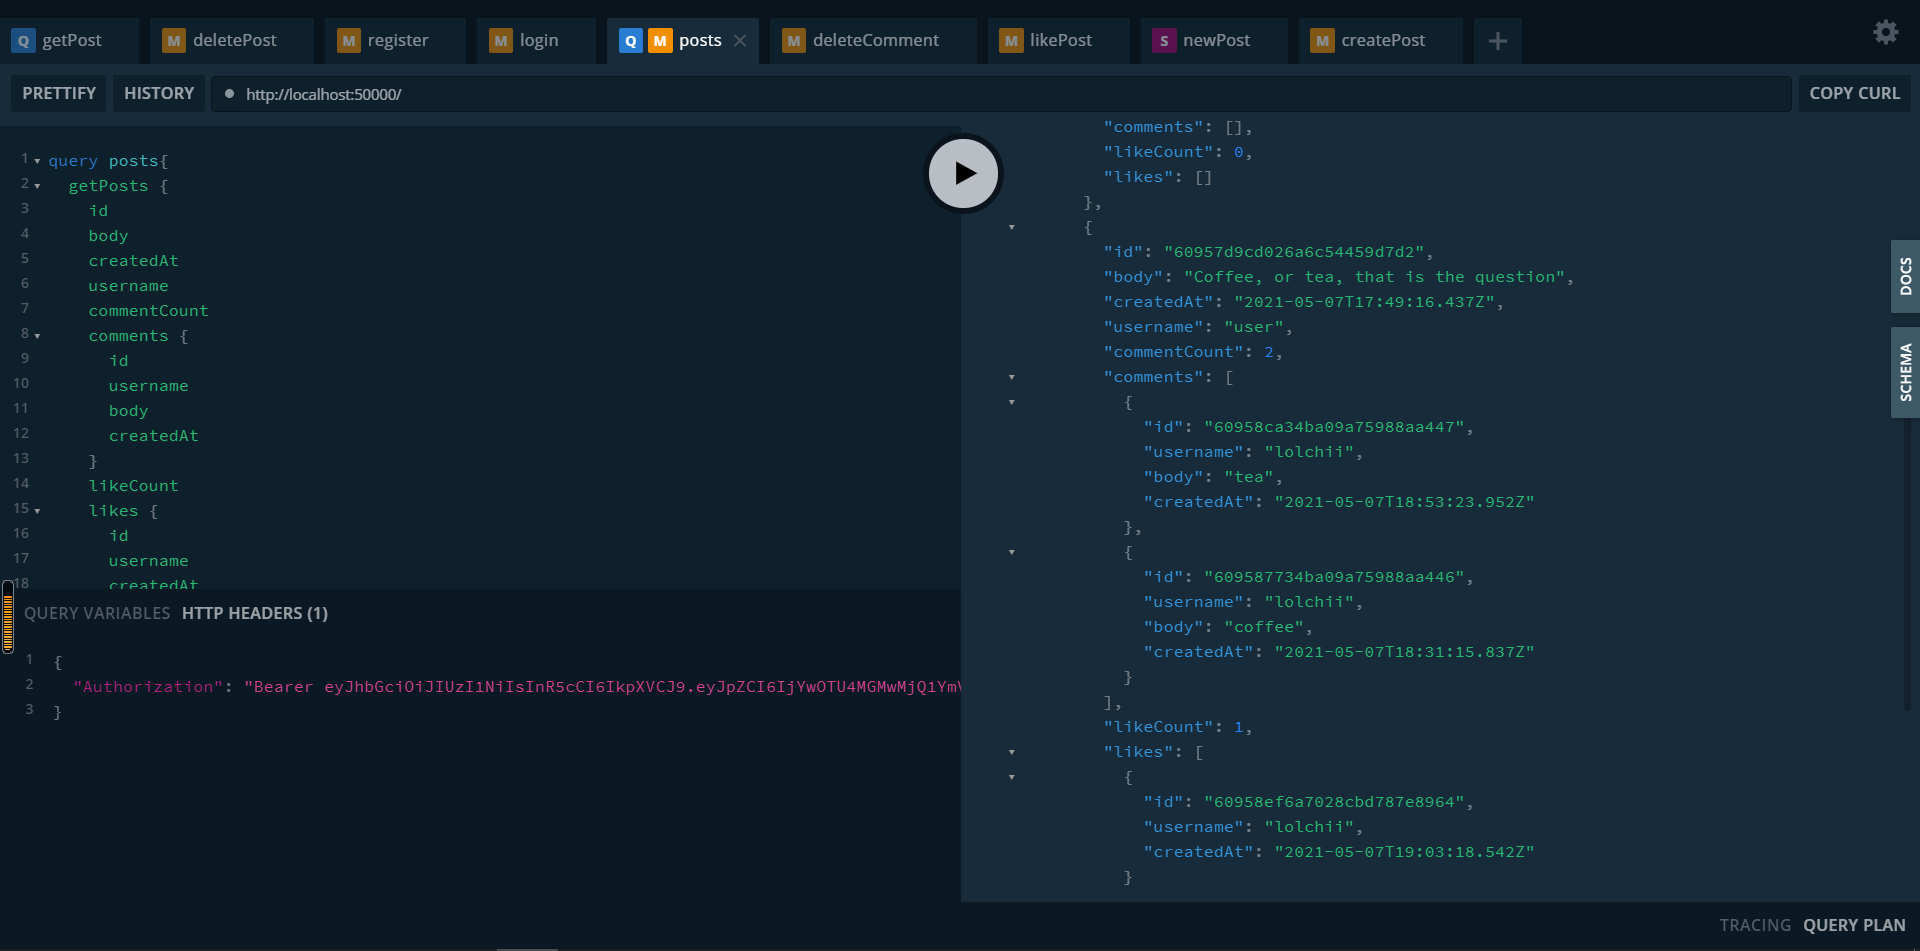 Q getPost
M deletePost
M register
M login
Q M posts
M deleteComment
M likePost
S newPost
M createPost
PRETTIFY
HISTORY
http://localhost:50000/
COPY CURL
1 query posts{
2 getPosts {
3 id
4 body
5 createdAt
6 username
7 commentCount
8 comments {
9 id
10 username
11 body
12 createdAt
13 }
14 likeCount
15 likes {
16 id
17 username
18 createdAt
QUERY VARIABLES HTTP HEADERS (1)
1 {
2 "Authorization": "Bearer eyJhbGciOiJIUzI1NiIsInR5cCI6IkpXVCJ9.eyJpZCI6IjYwOTU4MGMwMjQ1Ym
3 }
"comments": [],
"likeCount": 0,
"likes": []
},
{
"id": "60957d9cd026a6c54459d7d2",
"body": "Coffee, or tea, that is the question",
"createdAt": "2021-05-07T17:49:16.437Z",
"username": "user",
"commentCount": 2,
"comments": [
{
"id": "60958ca34ba09a75988aa447",
"username": "lolchii",
"body": "tea",
"createdAt": "2021-05-07T18:53:23.952Z"
},
{
"id": "609587734ba09a75988aa446",
"username": "lolchii",
"body": "coffee",
"createdAt": "2021-05-07T18:31:15.837Z"
}
],
"likeCount": 1,
"likes": [
{
"id": "60958ef6a7028cbd787e8964",
"username": "lolchii",
"createdAt": "2021-05-07T19:03:18.542Z"
}
DOCS
SCHEMA
TRACING QUERY PLAN